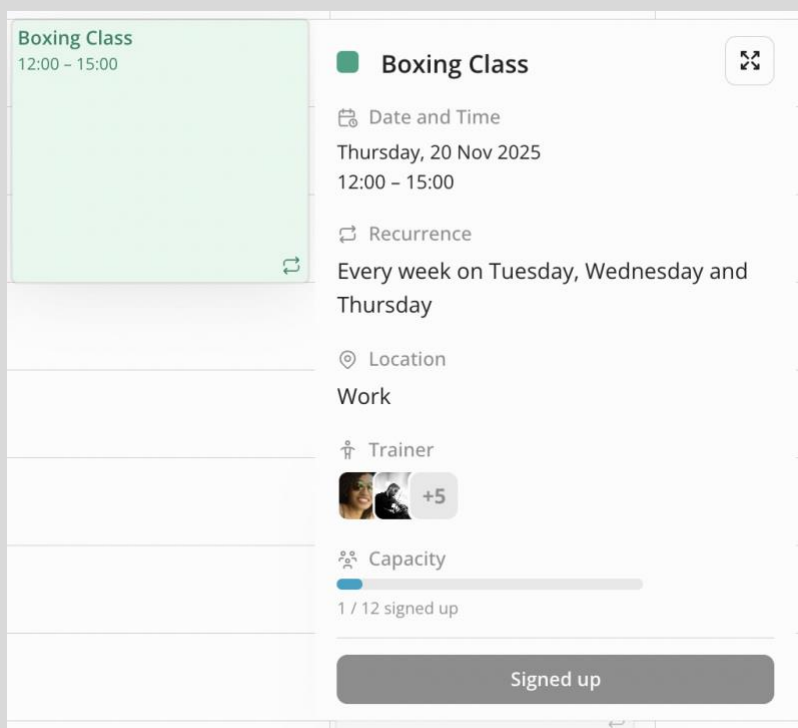 Boxing Class
12:00 – 15:00
Boxing Class
Date and Time
Thursday, 20 Nov 2025
12:00 – 15:00
Recurrence
Every week on Tuesday, Wednesday and
Thursday
Location
Work
Trainer
+5
Capacity
1 / 12 signed up
Signed up